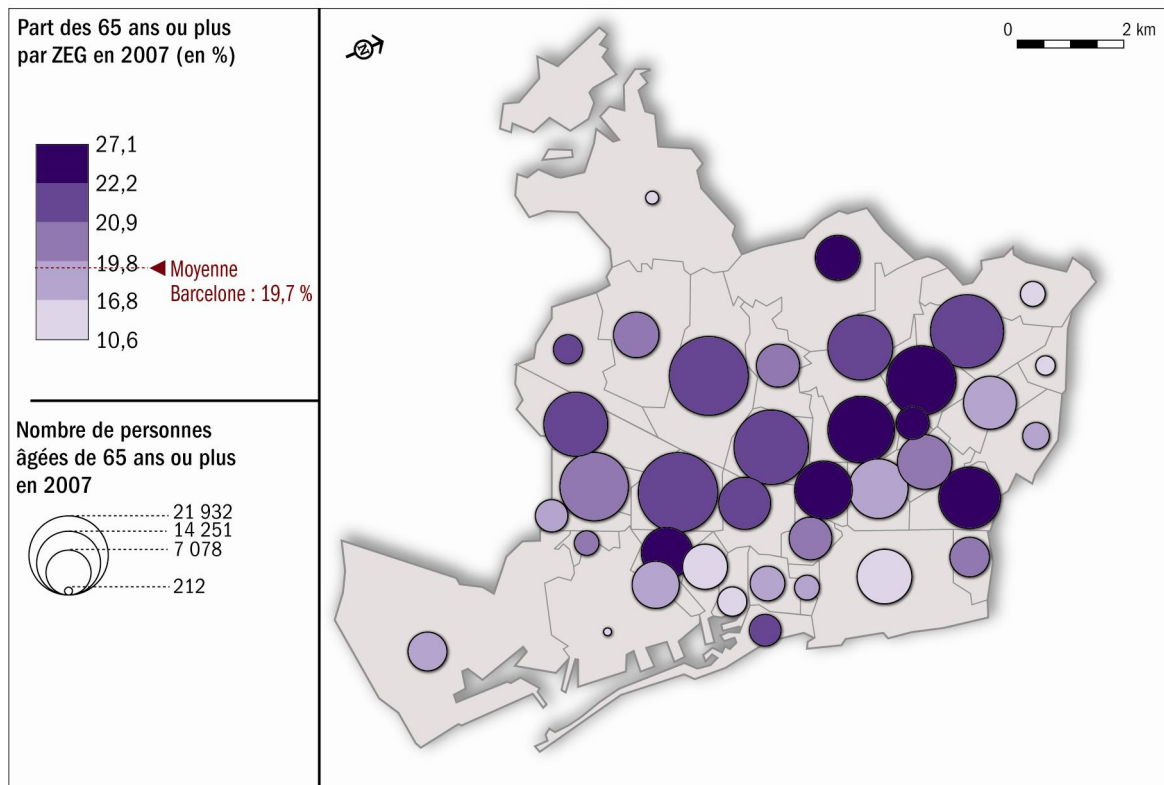 Part des 65 ans ou plus
par ZEG en 2007 (en %)
27,1
22,2
20,9
19,8
Moyenne
Barcelone : 19,7 %
16,8
10,6
Nombre de personnes
âgées de 65 ans ou plus
en 2007
21 932
14 251
7 078
212
N
0 2 km